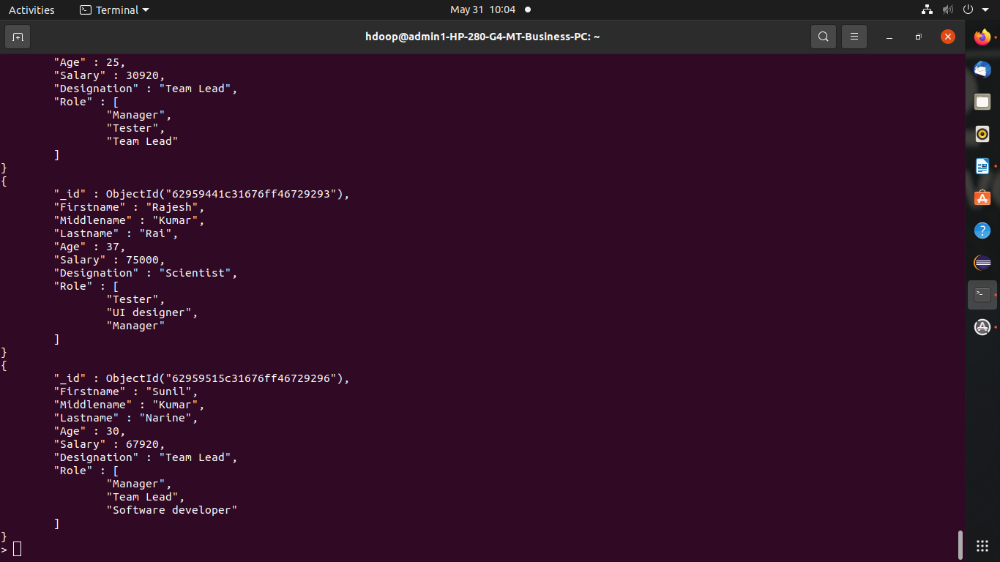 Activities Terminal May 31 10:04
hdoop@admin1-HP-280-G4-MT-Business-PC: ~
"Age" : 25,
"Salary" : 30920,
"Designation" : "Team Lead",
"Role" : [
"Manager",
"Tester",
"Team Lead"
]
}
{
"_id" : ObjectId("62959441c31676ff46729293"),
"Firstname" : "Rajesh",
"Middlename" : "Kumar",
"Lastname" : "Rai",
"Age" : 37,
"Salary" : 75000,
"Designation" : "Scientist",
"Role" : [
"Tester",
"UI designer",
"Manager"
]
}
{
"_id" : ObjectId("62959515c31676ff46729296"),
"Firstname" : "Sunil",
"Middlename" : "Kumar",
"Lastname" : "Narine",
"Age" : 30,
"Salary" : 67920,
"Designation" : "Team Lead",
"Role" : [
"Manager",
"Team Lead",
"Software developer"
]
}
>